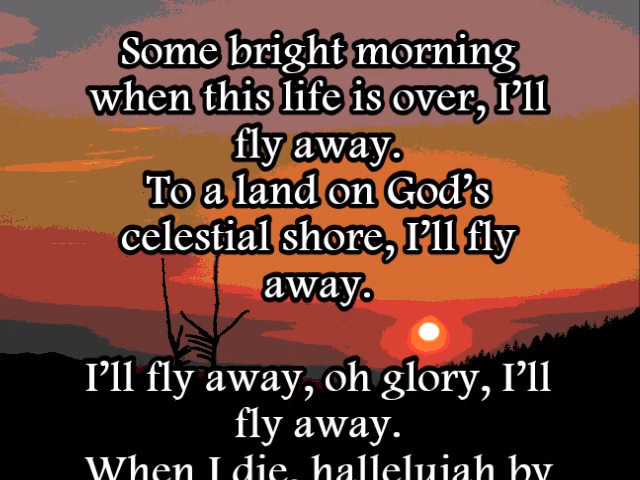 Some bright morning
when this life is over, I'll
fly away.
To a land on God's
celestial shore, I'll fly
away.
I'll fly away, oh glory, I'll
fly away.
When I die, hallelujah by